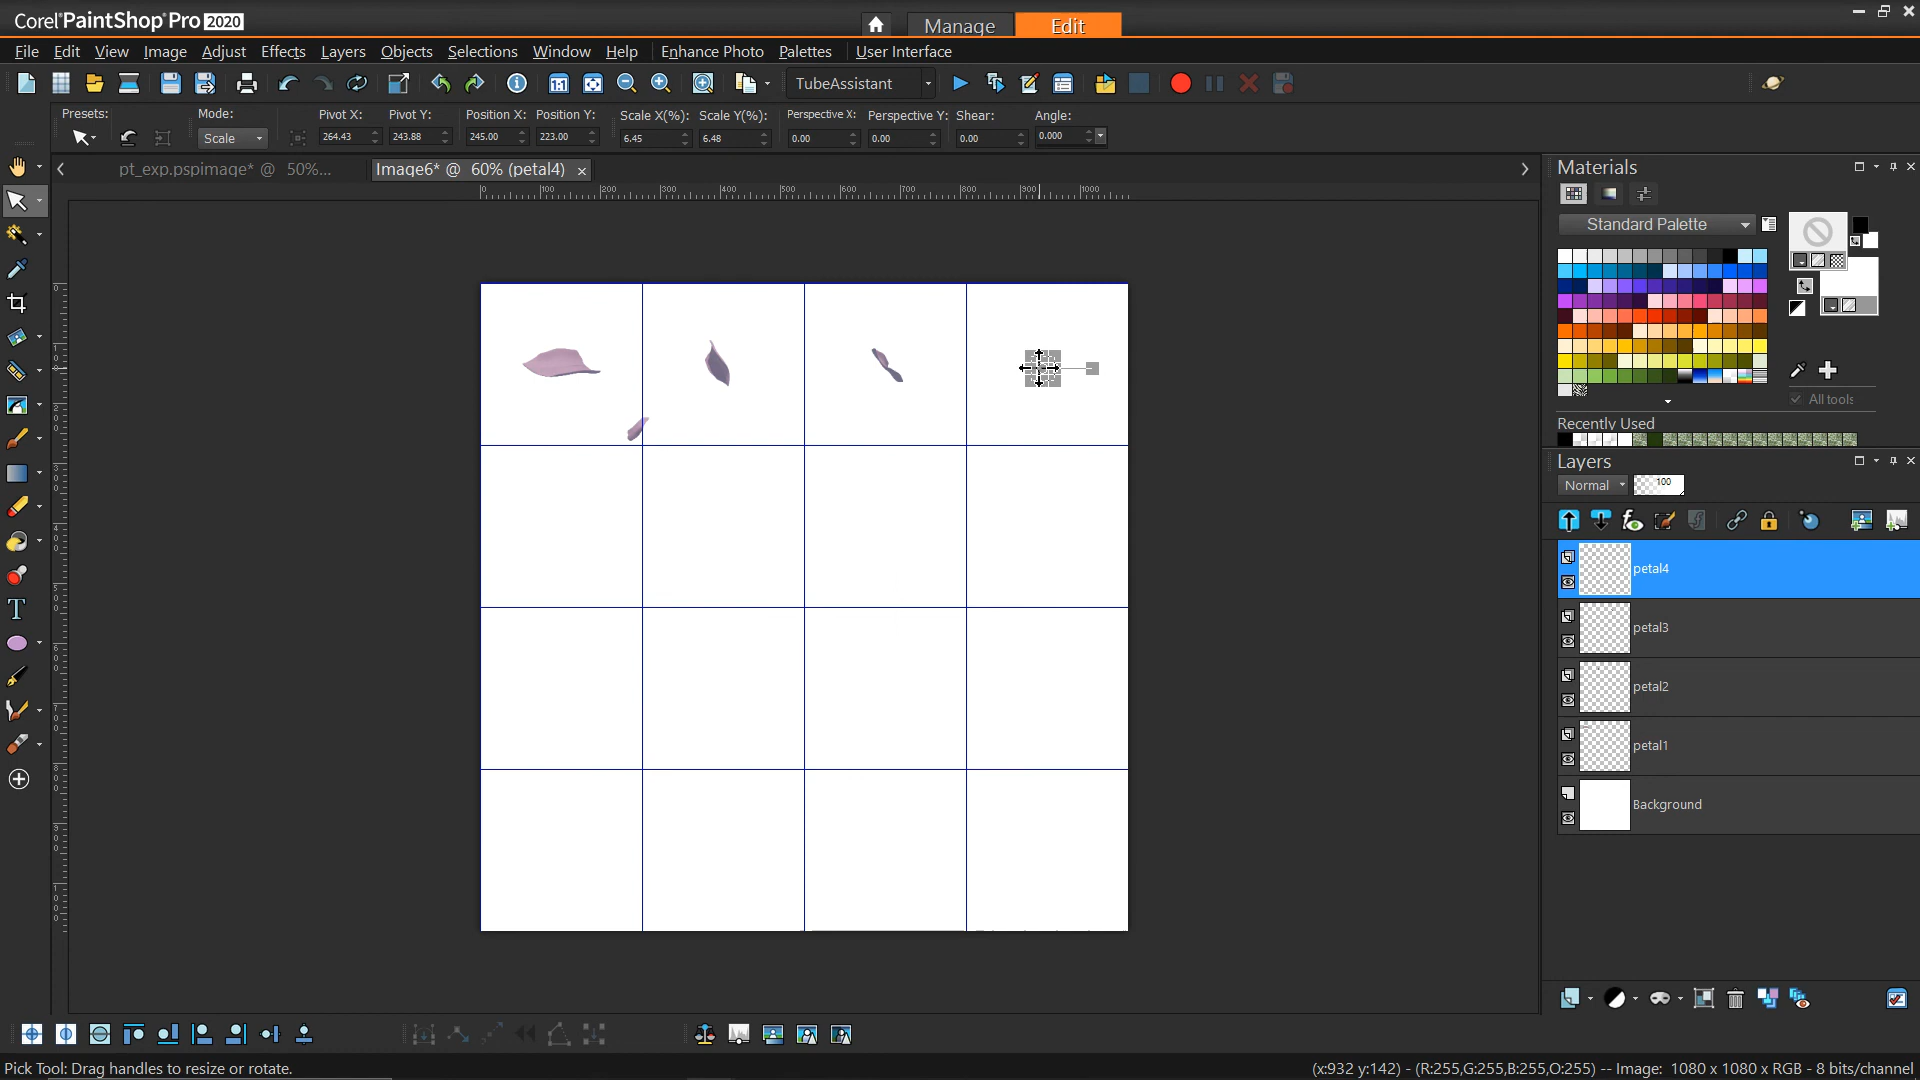 Corel PaintShop Pro 2020
Manage
Edit
File Edit View Image Adjust Effects Layers Objects Selections Window Help Enhance Photo Palettes User Interface
TubeAssistant
Presets:
Mode:
Scale
Pivot X:
264.43
Pivot Y:
243.88
Position X:
245.00
Position Y:
223.00
Scale X(%):
6.45
Scale Y(%):
6.48
Perspective X:
0.00
Perspective Y:
0.00
Shear:
0.00
Angle:
0.000
pt_exp.pspimage* @ 50%...
Image6* @ 60% (petal4)
Materials
Standard Palette
All tools
Recently Used
Layers
Normal
100
petal4
petal3
petal2
petal1
Background
Pick Tool: Drag handles to resize or rotate.
(x:932 y:142) - (R:255,G:255,B:255,O:255) -- Image: 1080 x 1080 x RGB - 8 bits/channel